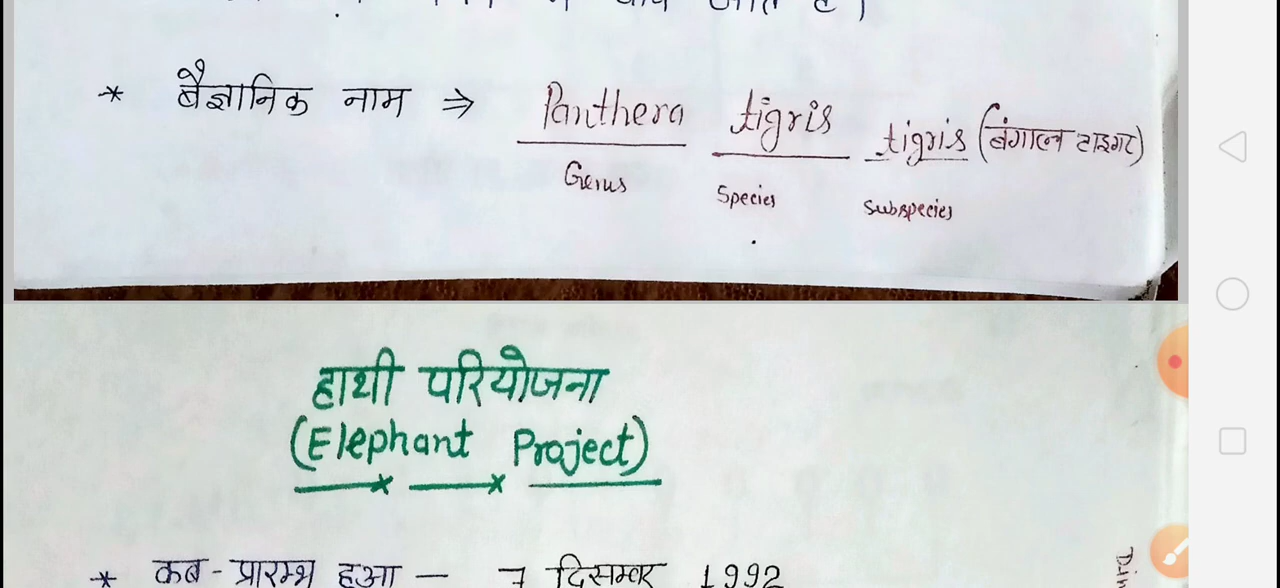 * बैज्ञानिक नाम ⇒ Panthera tigris tigris (बंगाल टाइगर)
Genus Species Subspecies
हाथी परियोजना
(Elephant Project)
* कब - प्रारम्भ हुआ — 7 दिसम्बर 1992